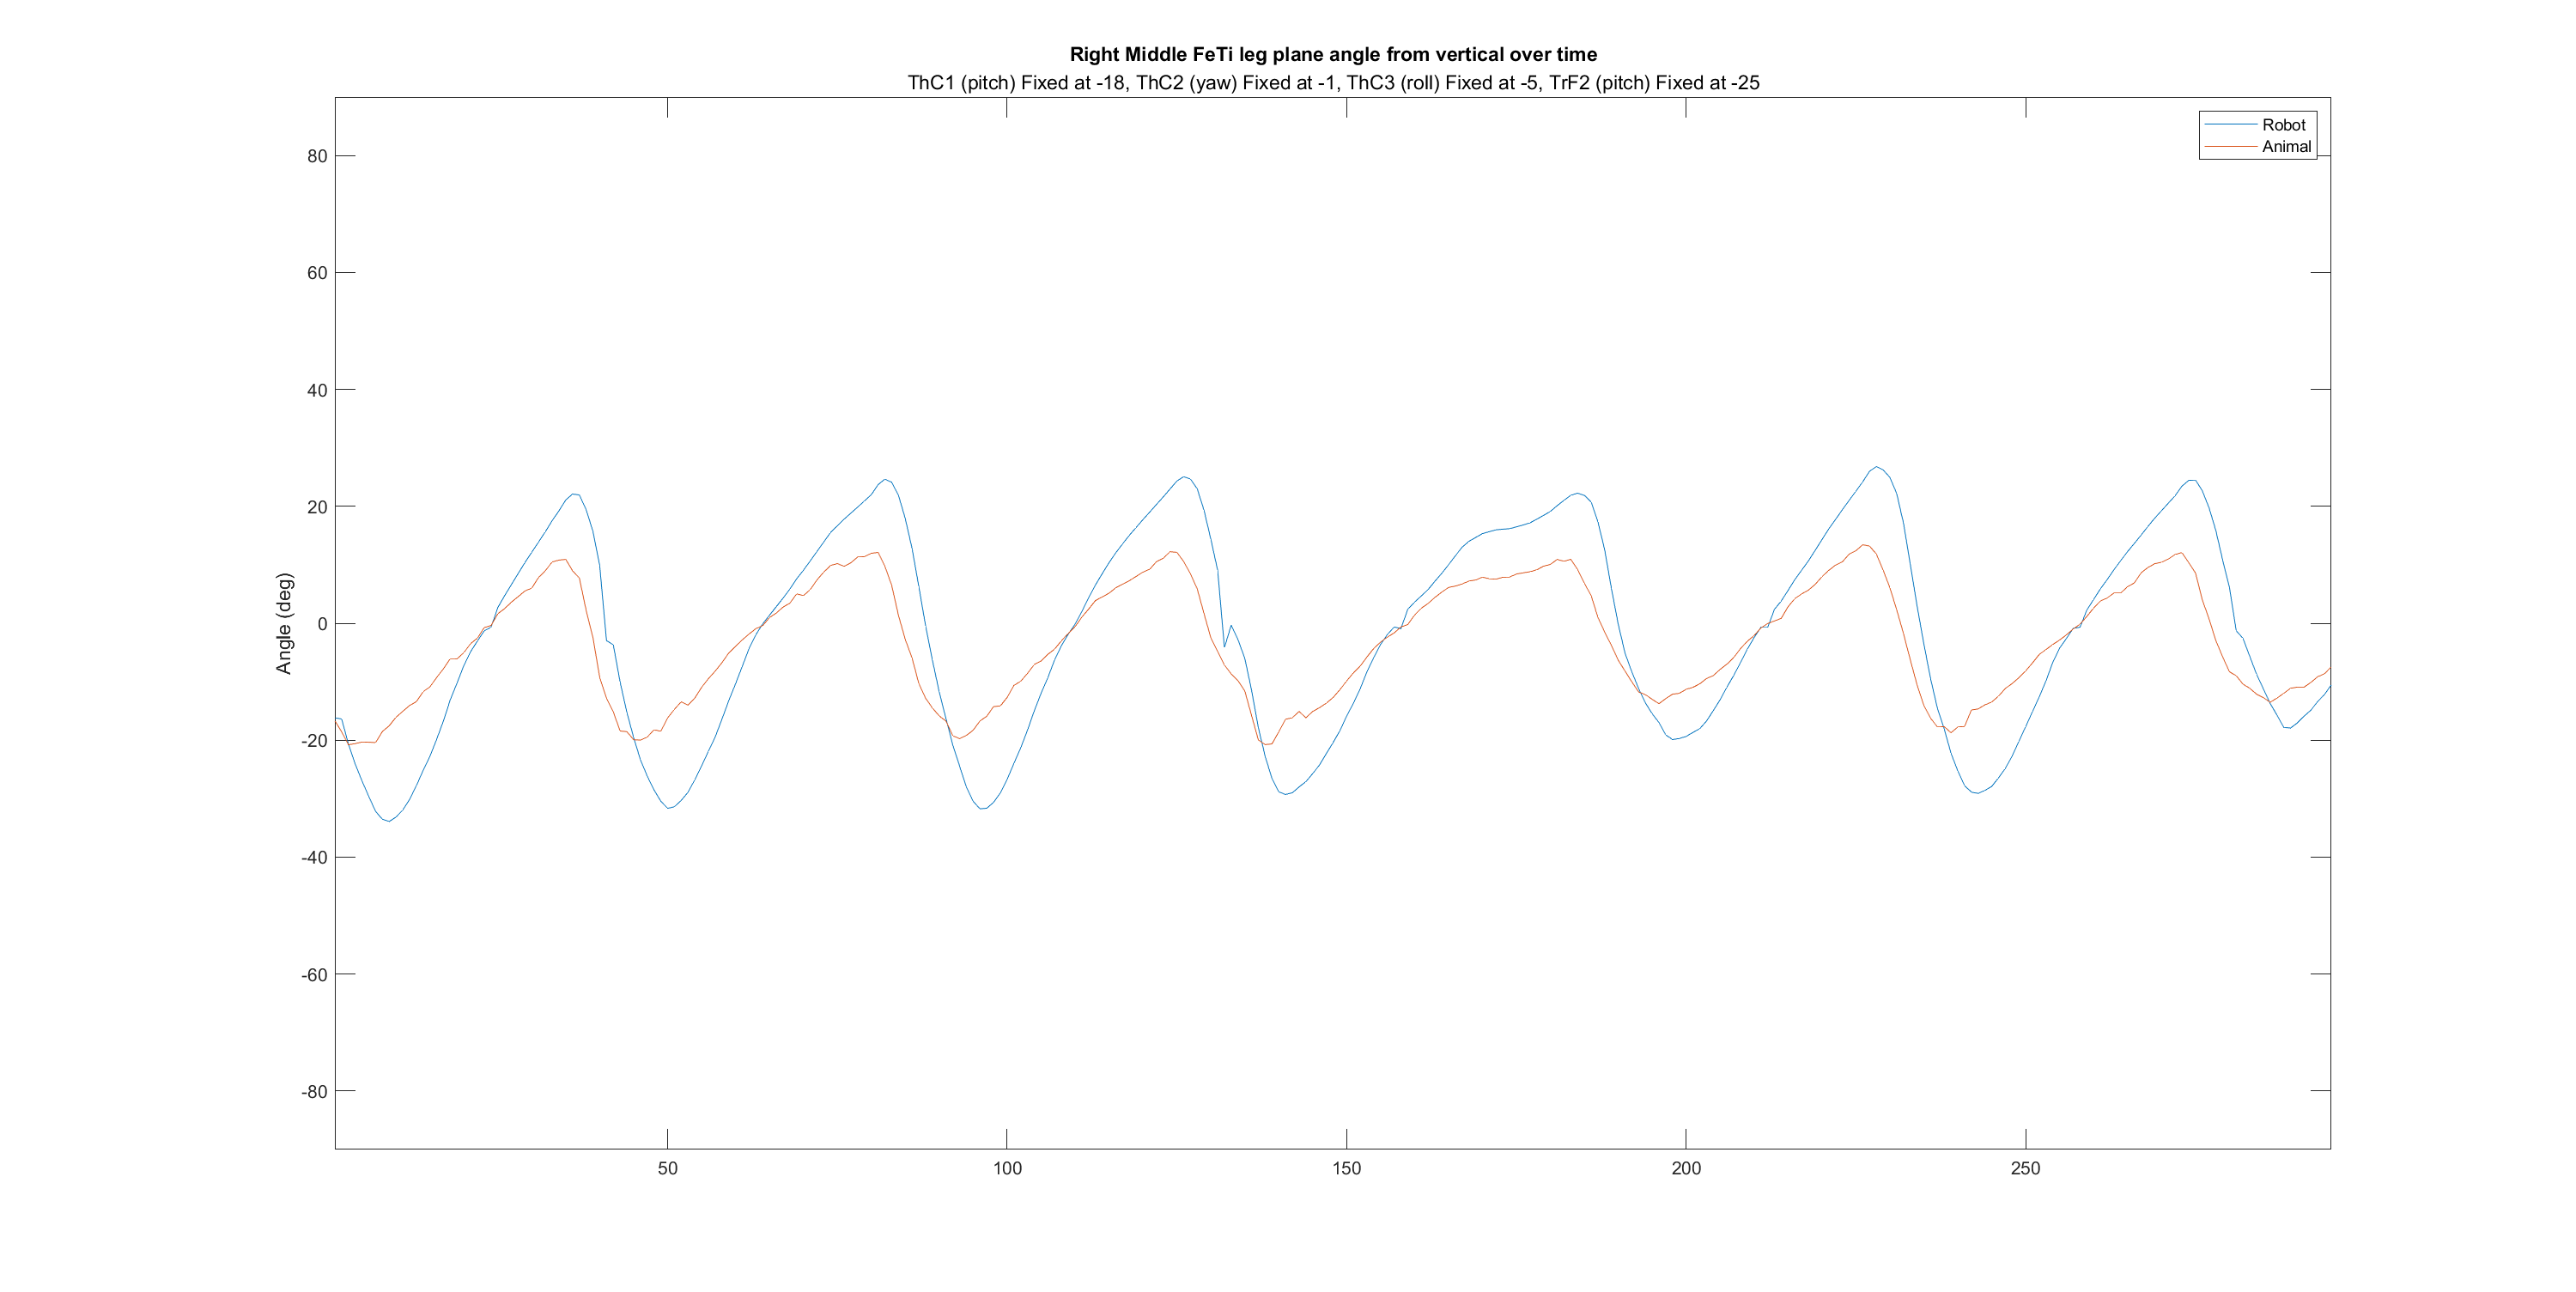 Right Middle FeTi leg plane angle from vertical over time
ThC1 (pitch) Fixed at -18, ThC2 (yaw) Fixed at -1, ThC3 (roll) Fixed at -5, TrF2 (pitch) Fixed at -25
Robot
Animal
Angle (deg)
80
60
40
20
0
-20
-40
-60
-80
50
100
150
200
250